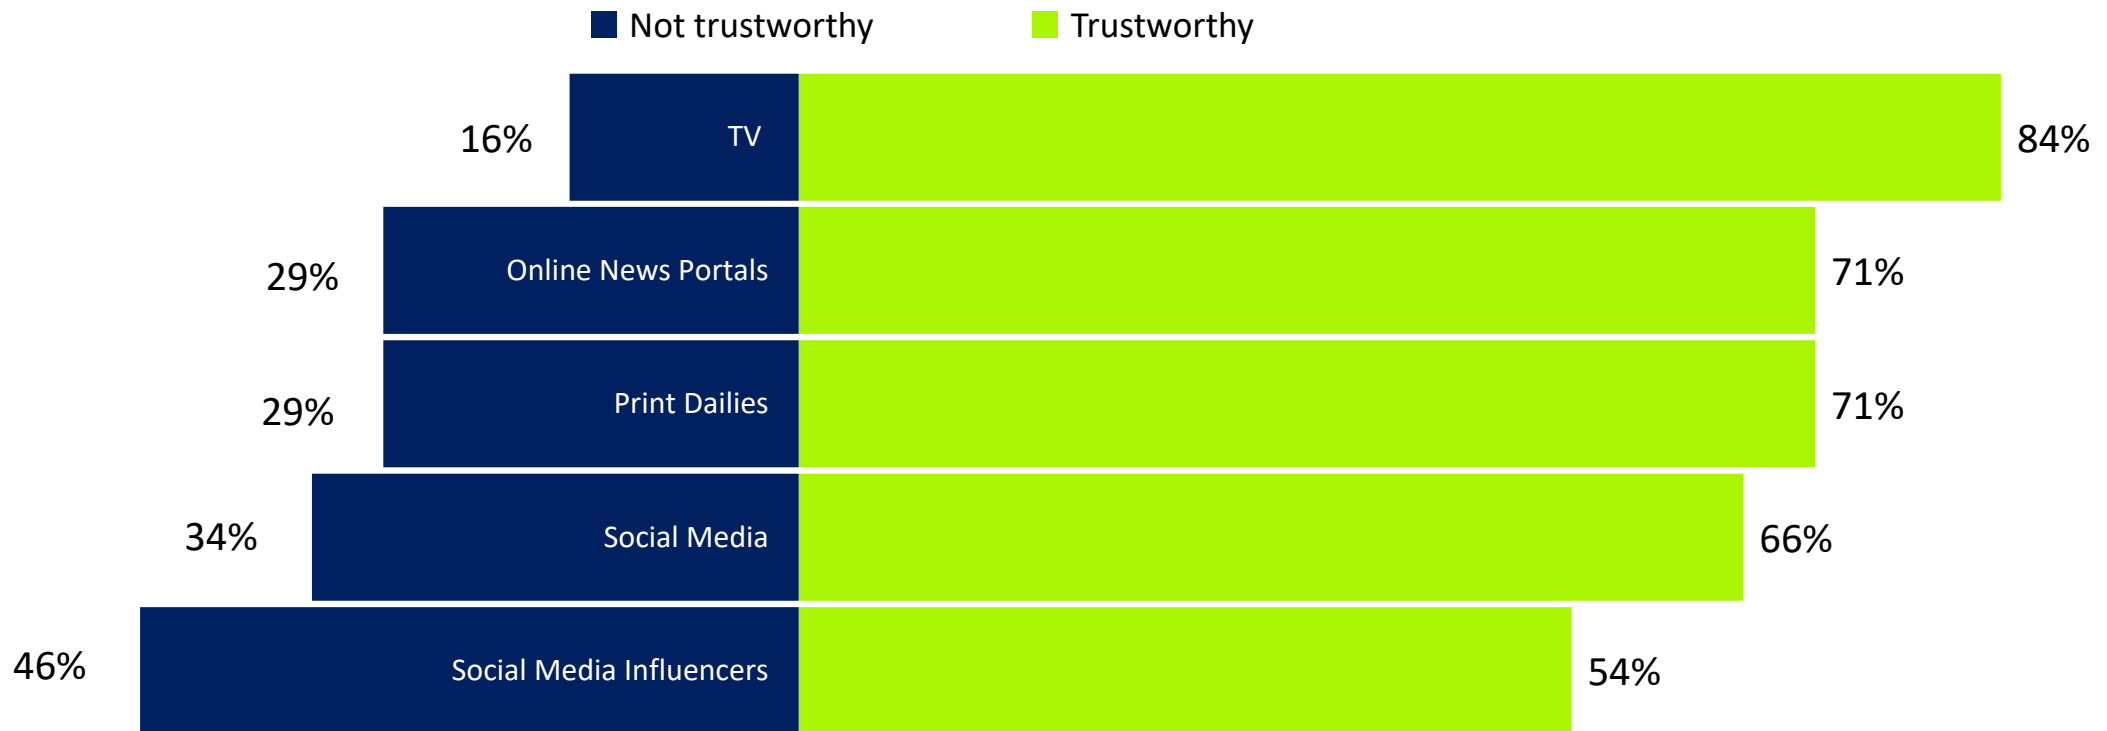 Not trustworthy Trustworthy
16% TV 84%
29% Online News Portals 71%
29% Print Dailies 71%
34% Social Media 66%
46% Social Media Influencers 54%